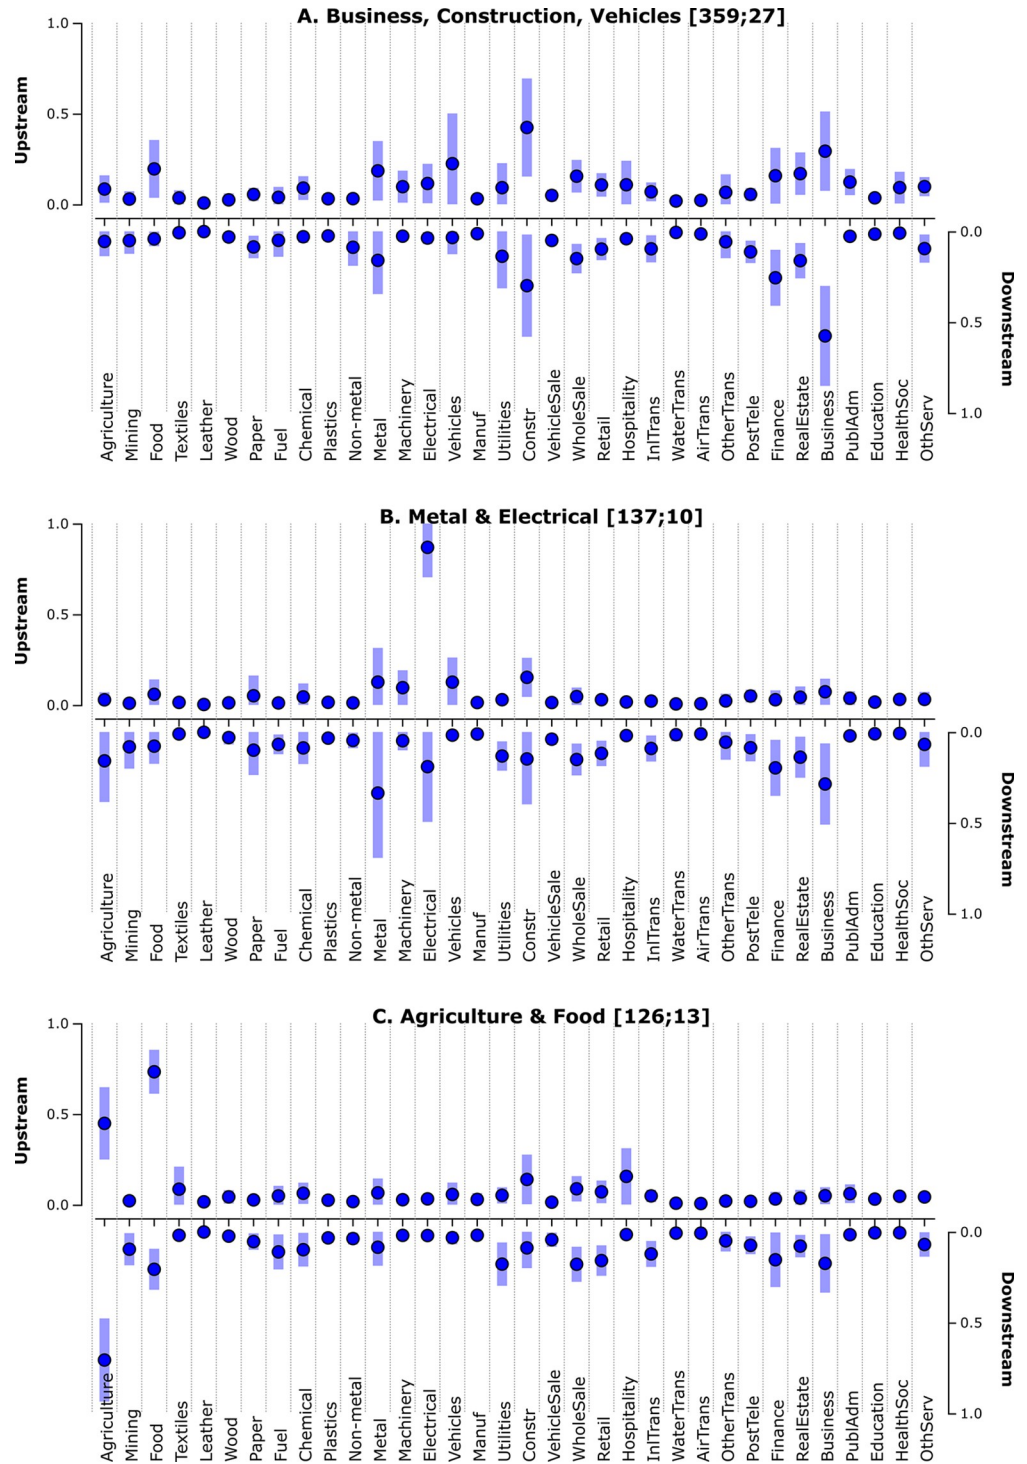 A. Business, Construction, Vehicles [359;27]
1.0
0.5
0.0
Upstream
0.0
0.5
1.0
Downstream
Agriculture
Mining
Food
Textiles
Leather
Wood
Paper
Fuel
Chemical
Plastics
Non-metal
Metal
Machinery
Electrical
Vehicles
Manuf
Utilities
Constr
VehicleSale
WholeSale
Retail
Hospitality
InlTrans
WaterTrans
AirTrans
OtherTrans
PostTele
Finance
RealEstate
Business
PublAdm
Education
HealthSoc
OthServ
B. Metal & Electrical [137;10]
1.0
0.5
0.0
Upstream
0.0
0.5
1.0
Downstream
Agriculture
Mining
Food
Textiles
Leather
Wood
Paper
Fuel
Chemical
Plastics
Non-metal
Metal
Machinery
Electrical
Vehicles
Manuf
Utilities
Constr
VehicleSale
WholeSale
Retail
Hospitality
InlTrans
WaterTrans
AirTrans
OtherTrans
PostTele
Finance
RealEstate
Business
PublAdm
Education
HealthSoc
OthServ
C. Agriculture & Food [126;13]
1.0
0.5
0.0
Upstream
0.0
0.5
1.0
Downstream
Agriculture
Mining
Food
Textiles
Leather
Wood
Paper
Fuel
Chemical
Plastics
Non-metal
Metal
Machinery
Electrical
Vehicles
Manuf
Utilities
Constr
VehicleSale
WholeSale
Retail
Hospitality
InlTrans
WaterTrans
AirTrans
OtherTrans
PostTele
Finance
RealEstate
Business
PublAdm
Education
HealthSoc
OthServ